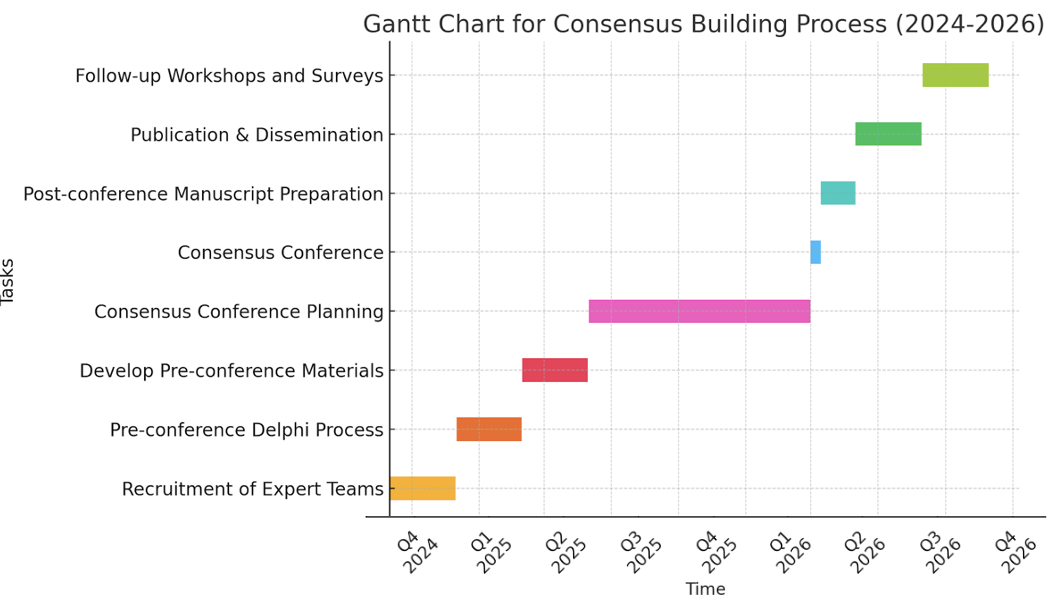 Gantt Chart for Consensus Building Process (2024-2026)
Follow-up Workshops and Surveys
Publication & Dissemination
Post-conference Manuscript Preparation
Consensus Conference
Consensus Conference Planning
Develop Pre-conference Materials
Pre-conference Delphi Process
Recruitment of Expert Teams
Tasks
Q4
2024
Q1
2025
Q2
2025
Q3
2025
Q4
2025
Q1
2026
Q2
2026
Q3
2026
Q4
2026
Time